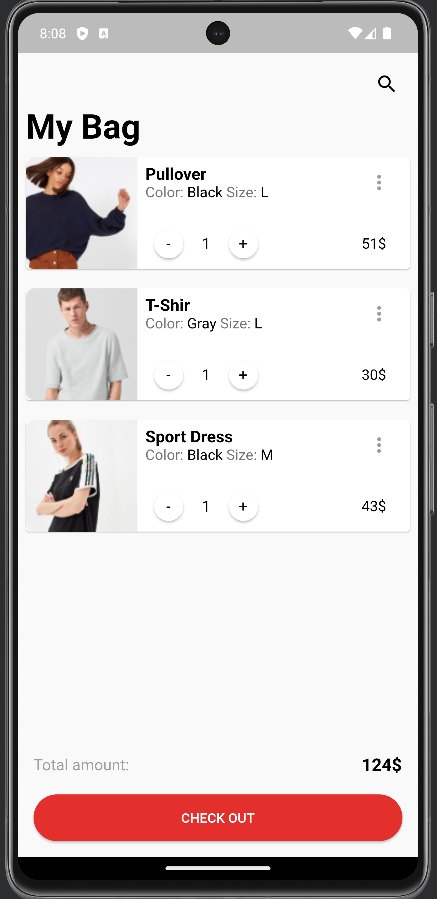 8:08
My Bag
Pullover
Color: Black Size: L
- 1 + 51$
T-Shir
Color: Gray Size: L
- 1 + 30$
Sport Dress
Color: Black Size: M
- 1 + 43$
Total amount: 124$
CHECK OUT